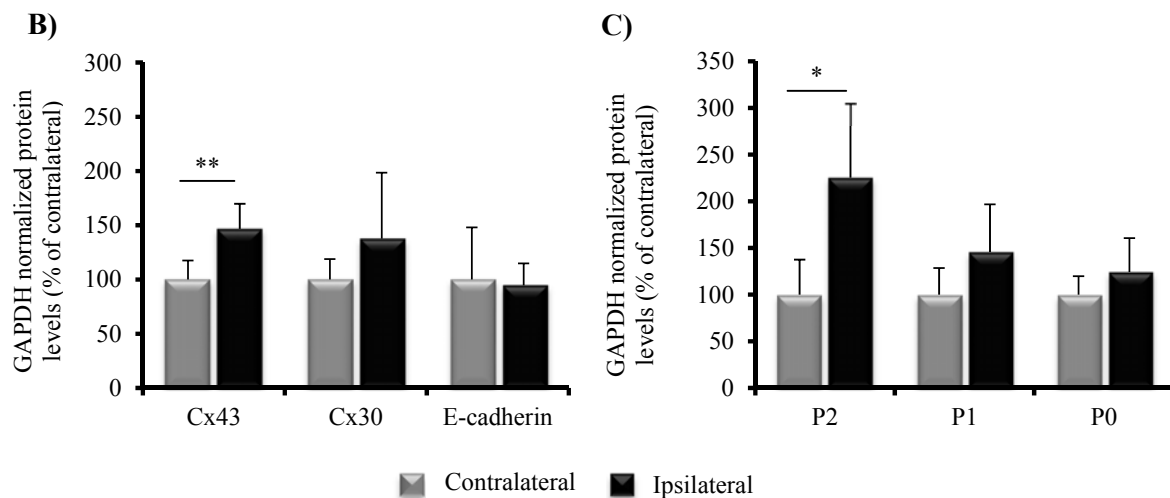 B)
GAPDH normalized protein
levels (% of contralateral)
300
250
200
150
100
50
0
**
Cx43
Cx30
E-cadherin
C)
GAPDH normalized protein
levels (% of contralateral)
350
300
250
200
150
100
50
0
*
P2
P1
P0
Contralateral
Ipsilateral